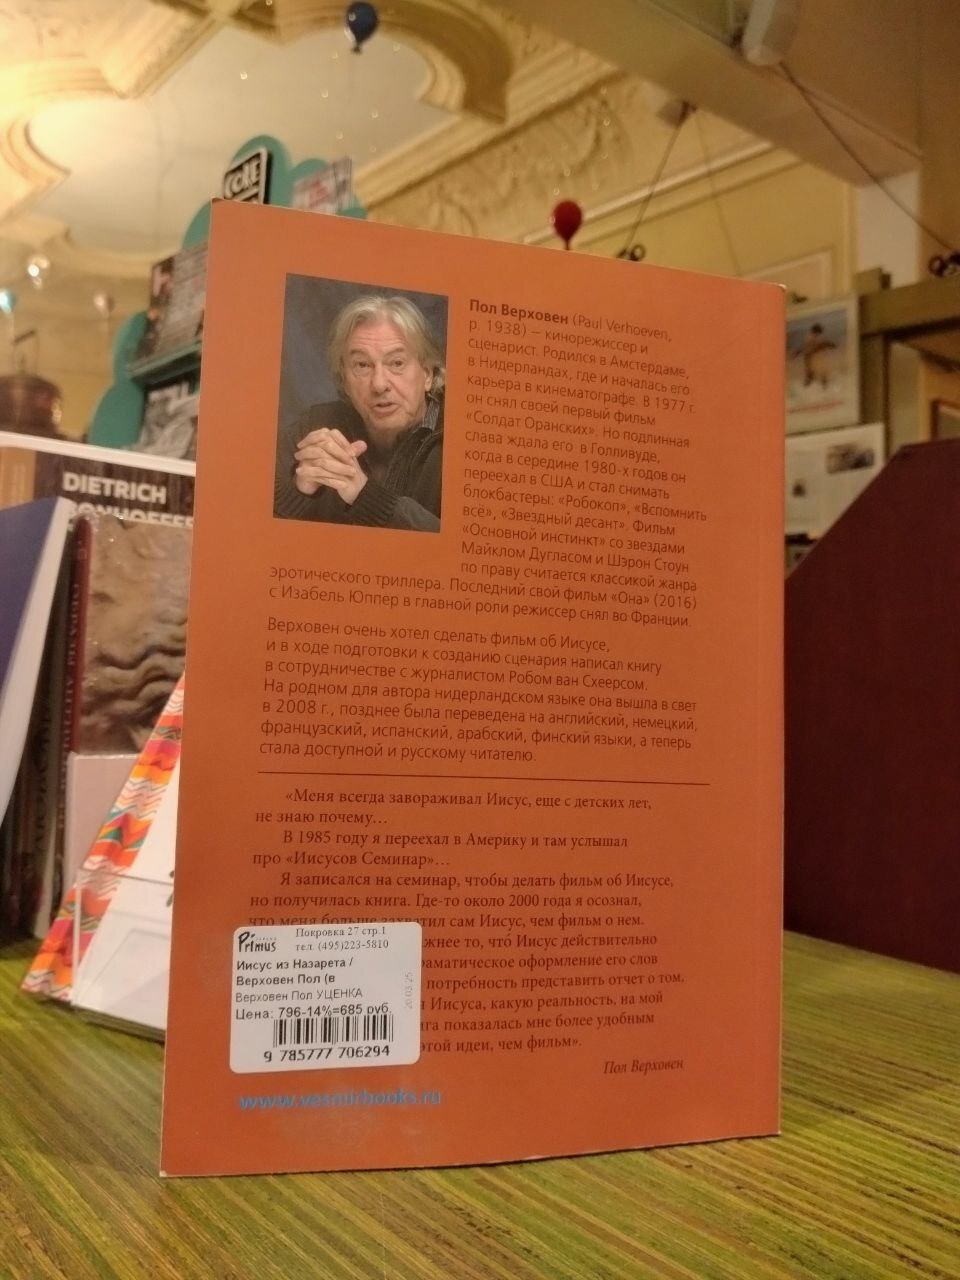 CORE
DIETRICH
BONHOEFFER
Пол Верховен (Paul Verhoeven,
р. 1938) – кинорежиссер и
сценарист. Родился в Амстердаме,
в Нидерландах, где и началась его
карьера в кинематографе. В 1977 г.
он снял своей первый фильм
«Солдат Оранских». Но подлинная
слава ждала его в Голливуде,
когда в середине 1980-х годов он
переехал в США и стал снимать
блокбастеры: «Робокоп», «Вспомнить
всё», «Звездный десант». Фильм
«Основной инстинкт» со звездами
Майклом Дугласом и Шэрон Стоун
по праву считается классикой жанра
эротического триллера. Последний свой фильм «Она» (2016)
с Изабель Юппер в главной роли режиссер снял во Франции.
Верховен очень хотел сделать фильм об Иисусе,
и в ходе подготовки к созданию сценария написал книгу
в сотрудничестве с журналистом Робом ван Схеерсом.
На родном для автора нидерландском языке она вышла в свет
в 2008 г., позднее была переведена на английский, немецкий,
французский, испанский, арабский, финский языки, а теперь
стала доступной и русскому читателю.
«Меня всегда завораживал Иисус, еще с детских лет,
не знаю почему…
В 1985 году я переехал в Америку и там услышал
про «Иисусов Семинар»…
Я записался на семинар, чтобы делать фильм об Иисусе,
но получилась книга. Где-то около 2000 года я осознал,
что меня больше захватил сам Иисус, чем фильм о нем.
то, что́ Иисус действительно
оформление его слов
потребность представить отчет о том,
Иисуса, какую реальность, на мой
показалась мне более удобным
этой идеи, чем фильм».
Пол Верховен
Primus
Покровка 27 стр.1
тел. (495)223-5810
Иисус из Назарета /
Верховен Пол (в
Верховен Пол УЦЕНКА
Цена: 796-14%=685 руб.
20.03.25
9 785777 706294
www.vesmirbooks.ru